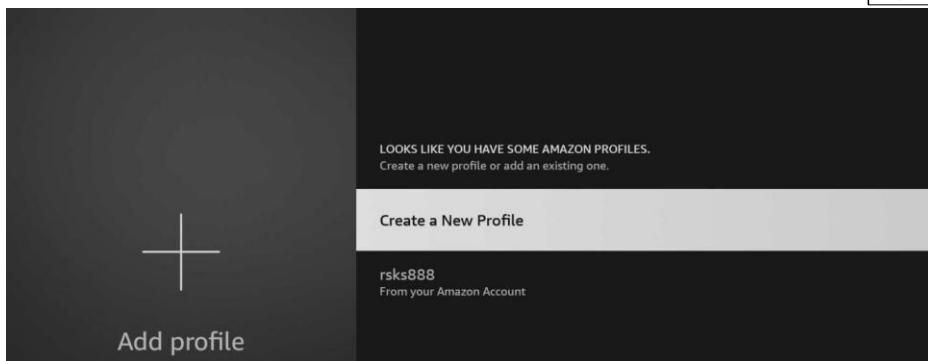 LOOKS LIKE YOU HAVE SOME AMAZON PROFILES.
Create a new profile or add an existing one.
Create a New Profile
rsks888
From your Amazon Account
Add profile